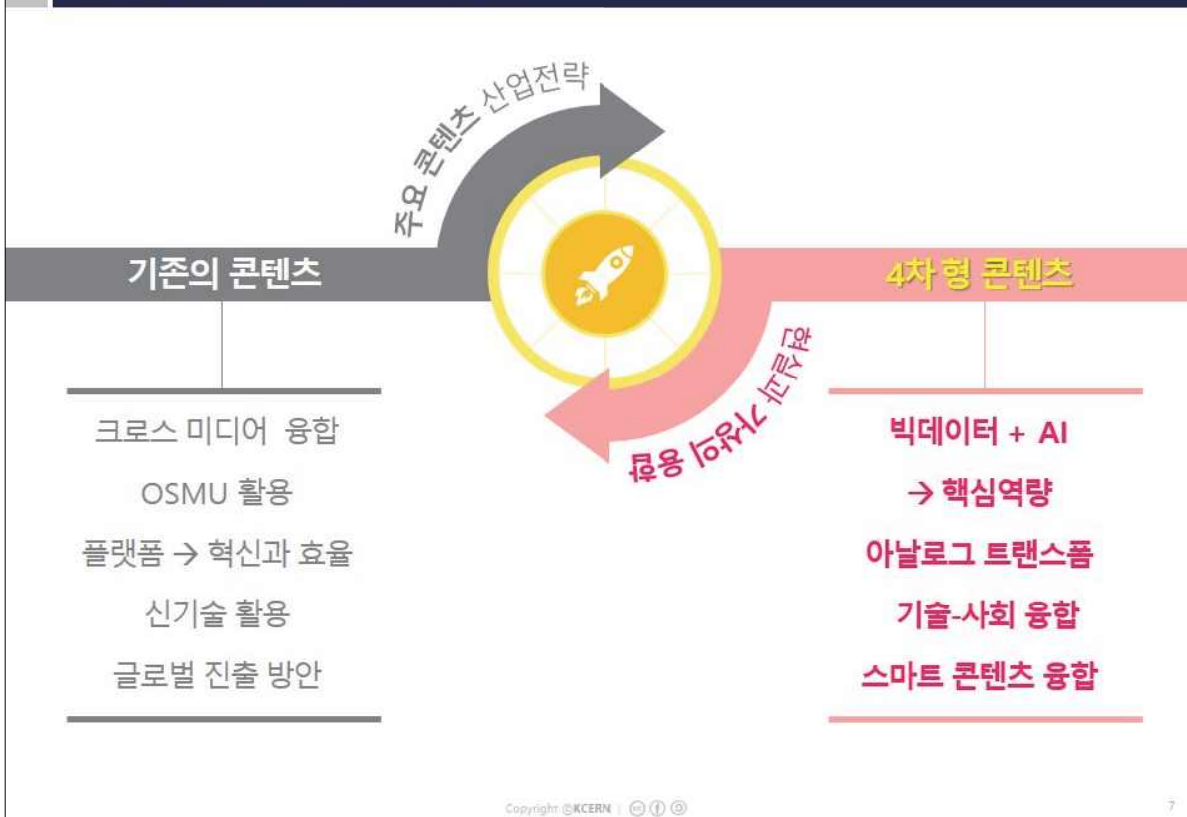 주요 콘텐츠 산업전략
기존의 콘텐츠
크로스 미디어 융합
OSMU 활용
플랫폼 → 혁신과 효율
신기술 활용
글로벌 진출 방안
4차형 콘텐츠
현실과 가상의 융합
빅데이터 + AI
→ 핵심역량
아날로그 트랜스폼
기술-사회 융합
스마트 콘텐츠 융합
Copyright ©KCERN |
7